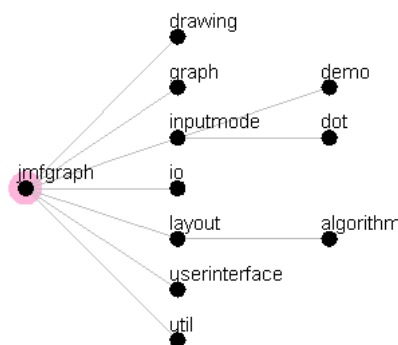 drawing
graph
demo
inputmode
dot
jmfgraph
io
layout
algorithm
userinterface
util